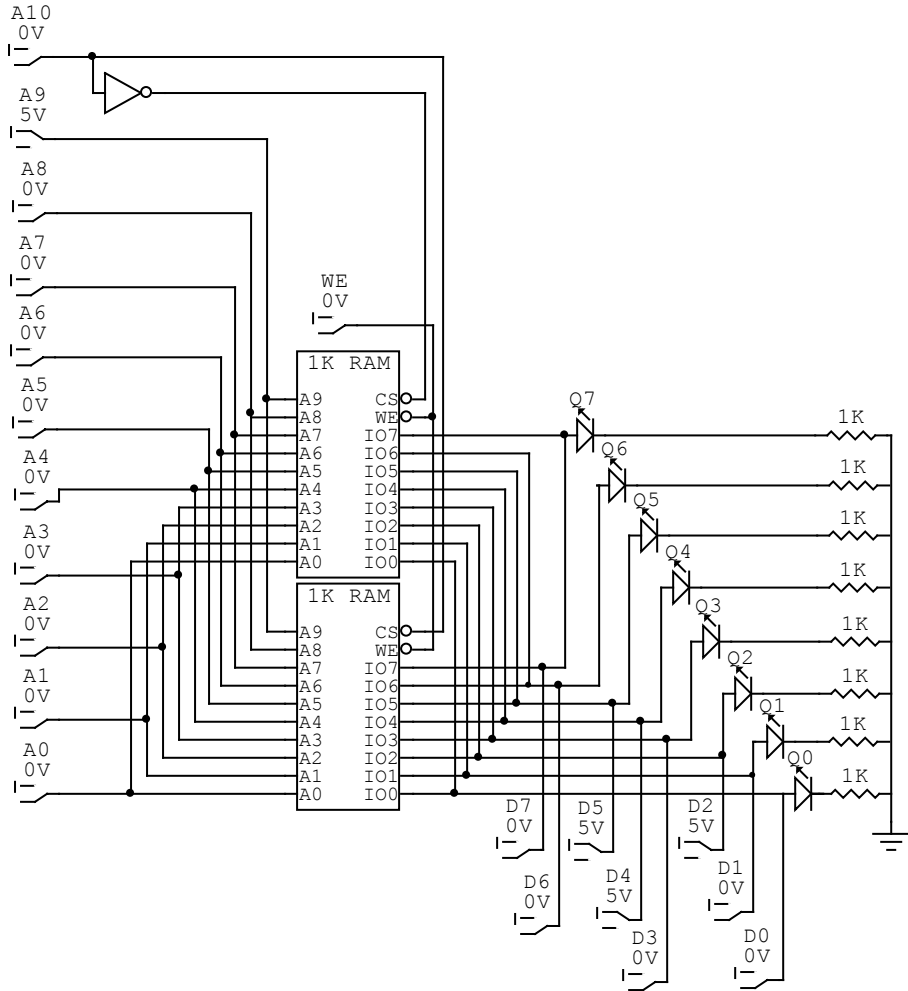 A10
0V
A9
5V
A8
0V
A7
0V
A6
0V
A5
0V
A4
0V
A3
0V
A2
0V
A1
0V
A0
0V
WE
0V
1K RAM
A9 CS
A8 WE
A7 IO7
A6 IO6
A5 IO5
A4 IO4
A3 IO3
A2 IO2
A1 IO1
A0 IO0
1K RAM
A9 CS
A8 WE
A7 IO7
A6 IO6
A5 IO5
A4 IO4
A3 IO3
A2 IO2
A1 IO1
A0 IO0
Q7
1K
Q6
1K
Q5
1K
Q4
1K
Q3
1K
Q2
1K
Q1
1K
Q0
1K
D7
0V
D5
5V
D2
5V
D6
0V
D4
5V
D1
0V
D3
0V
D0
0V